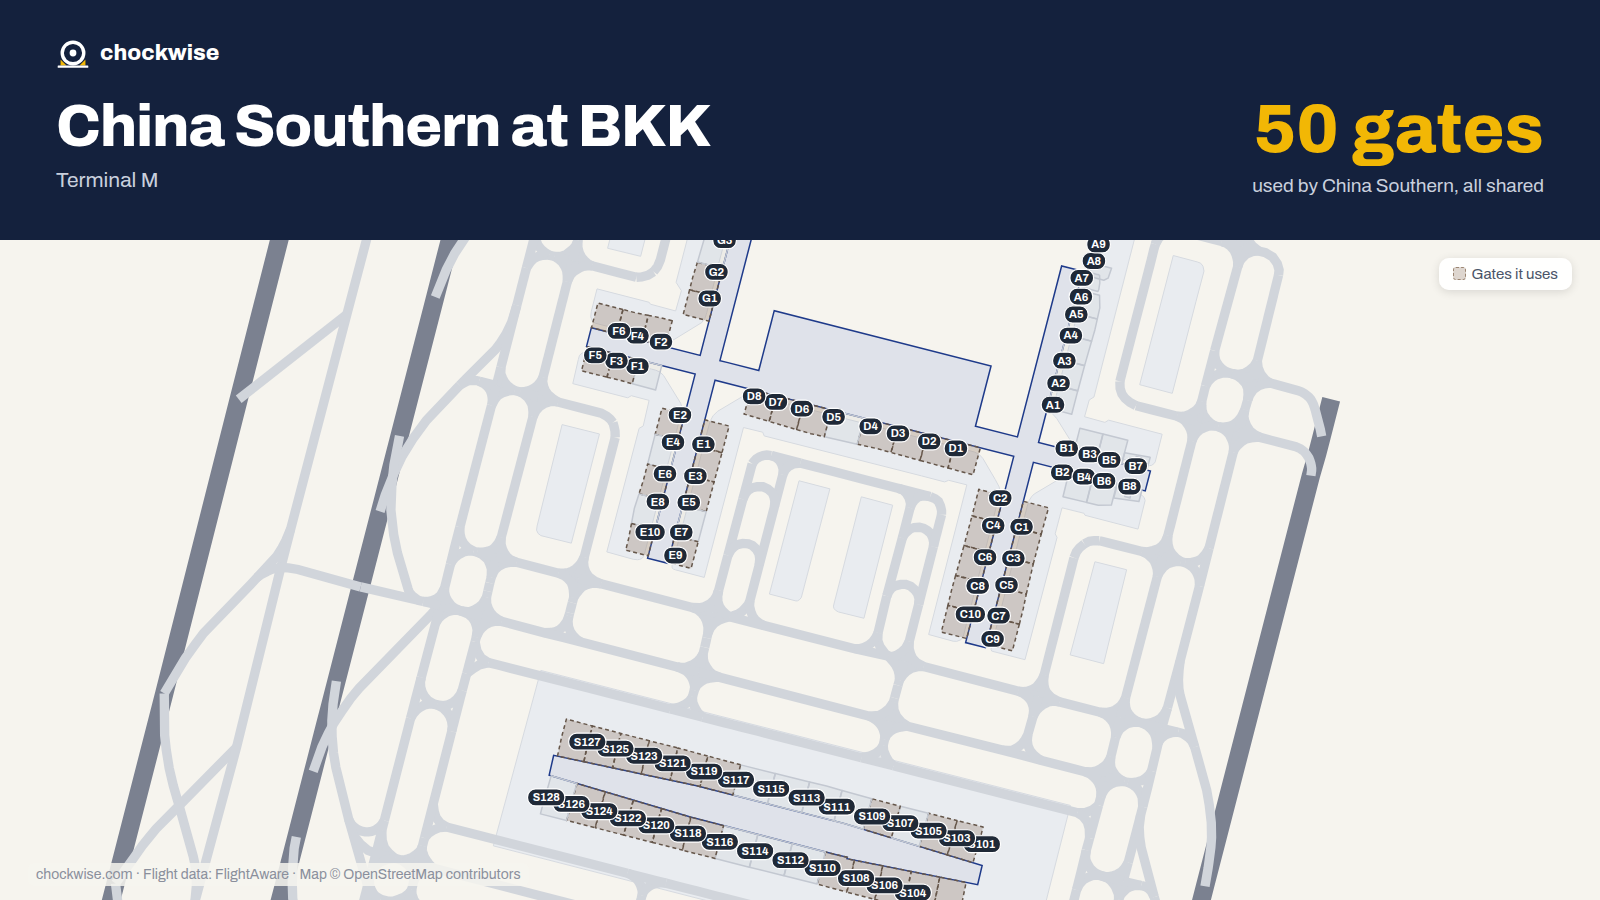 chockwise
China Southern at BKK
Terminal M
50 gates
used by China Southern, all shared
Gates it uses
G3
G2
G1
F6
F4
F2
F5
F3
F1
E2
E4
E1
E6
E3
E8
E5
E10
E7
E9
D8
D7
D6
D5
D4
D3
D2
D1
A9
A8
A7
A6
A5
A4
A3
A2
A1
B1
B3
B5
B7
B2
B4
B6
B8
C2
C4
C1
C6
C3
C8
C5
C10
C7
C9
S127
S125
S123
S121
S119
S117
S115
S113
S111
S109
S107
S105
S103
S101
S128
S126
S124
S122
S120
S118
S116
S114
S112
S110
S108
S106
S104
chockwise.com · Flight data: FlightAware · Map © OpenStreetMap contributors